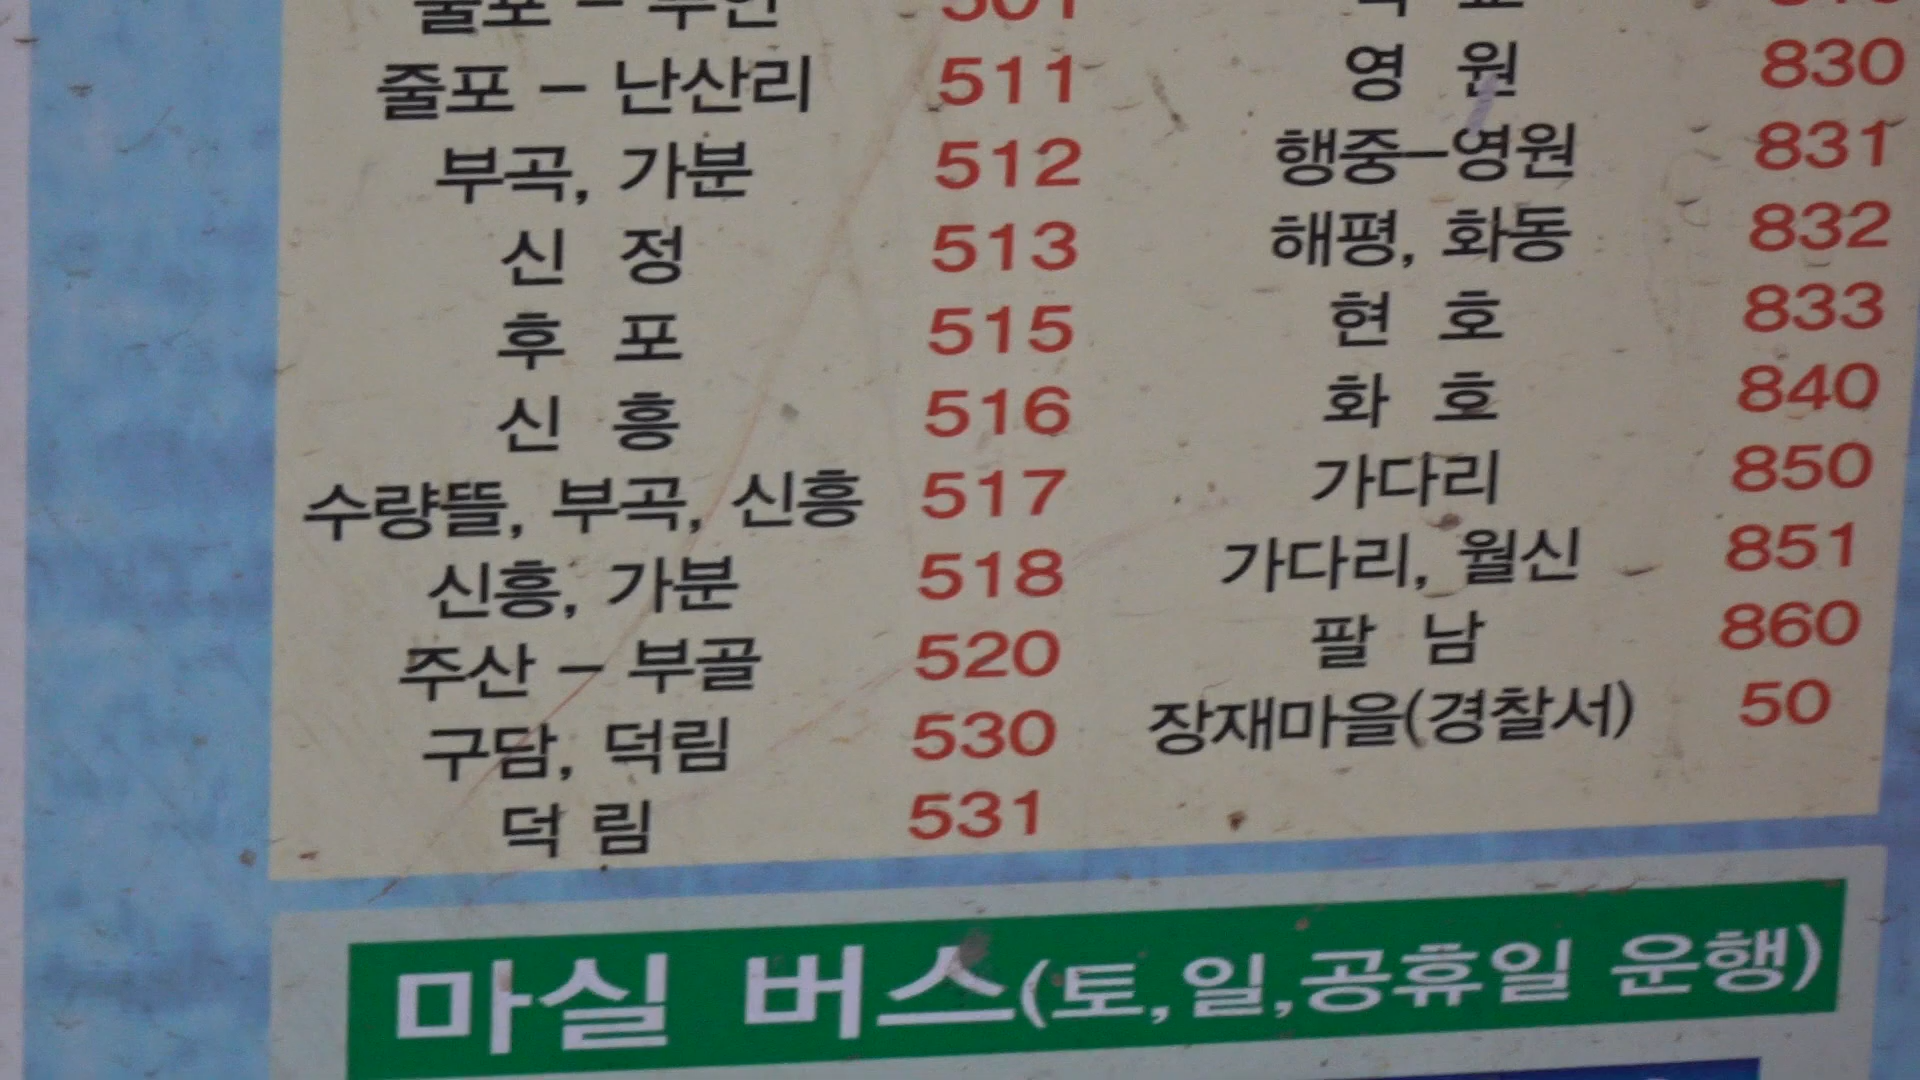 줄포 - 부안 501
줄포 - 난산리 511
부곡, 가분 512
신 정 513
후 포 515
신 흥 516
수량뜰, 부곡, 신흥 517
신흥, 가분 518
주산 - 부골 520
구담, 덕림 530
덕 림 531
영 원 830
행중-영원 831
해평, 화동 832
현 호 833
화 호 840
가다리 850
가다리, 월신 851
팔 남 860
장재마을(경찰서) 50
마실 버스(토,일,공휴일 운행)